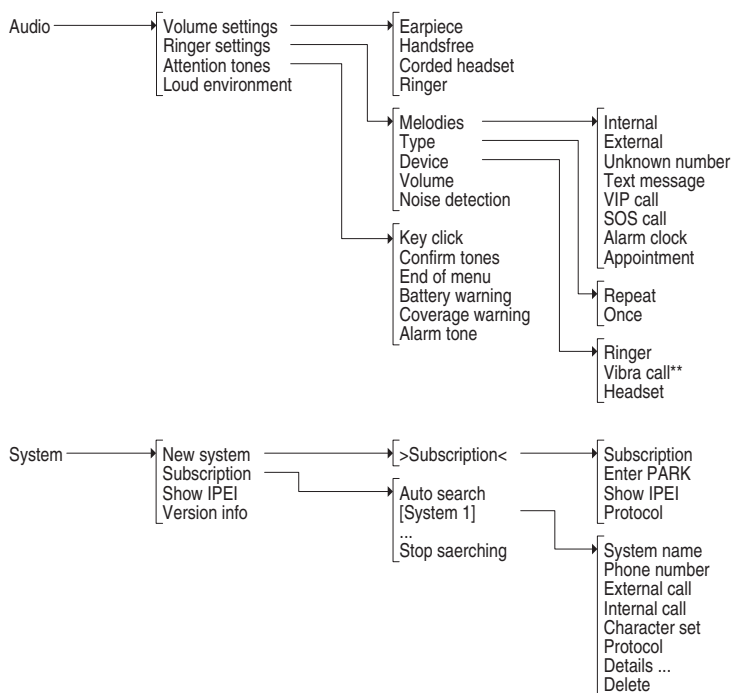 Audio
Volume settings
Ringer settings
Attention tones
Loud environment
Earpiece
Handsfree
Corded headset
Ringer
Melodies
Type
Device
Volume
Noise detection
Key click
Confirm tones
End of menu
Battery warning
Coverage warning
Alarm tone
Internal
External
Unknown number
Text message
VIP call
SOS call
Alarm clock
Appointment
Repeat
Once
Ringer
Vibra call**
Headset
System
New system
Subscription
Show IPEI
Version info
>Subscription<
Auto search
[System 1]
...
Stop saerching
Subscription
Enter PARK
Show IPEI
Protocol
System name
Phone number
External call
Internal call
Character set
Protocol
Details ...
Delete